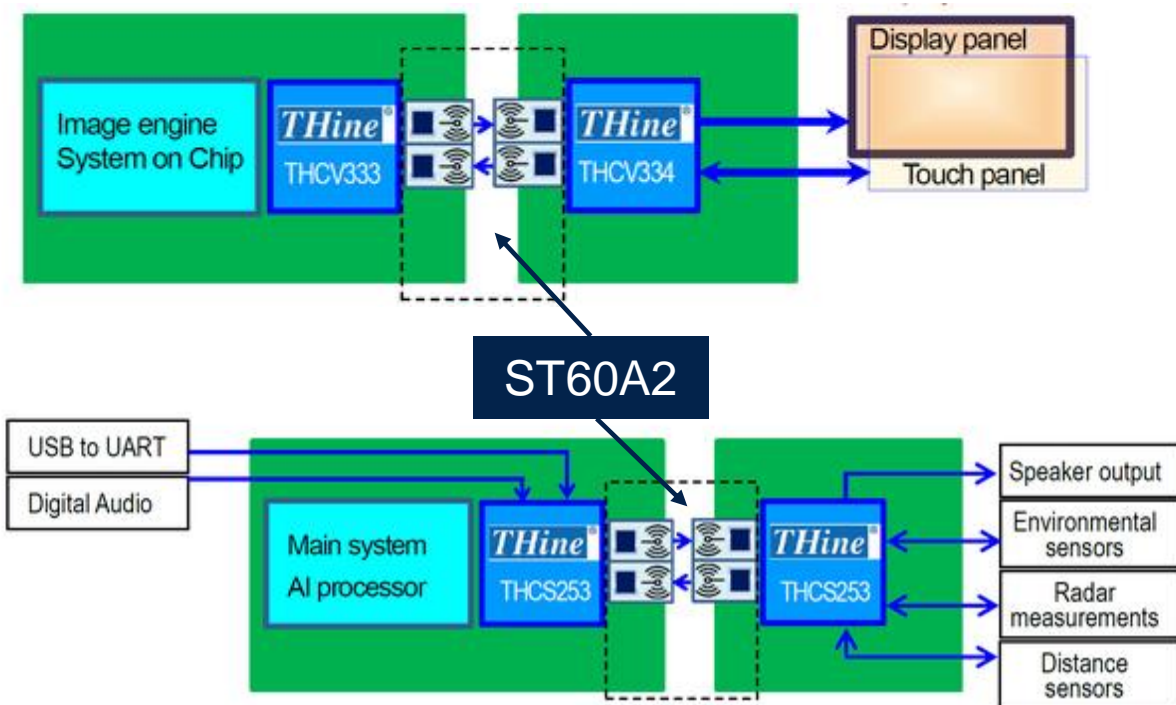 Display panel
Image engine
System on Chip
THine®
THCV333
THine®
THCV334
Touch panel
ST60A2
USB to UART
Digital Audio
Main system
AI processor
THine®
THCS253
THine®
THCS253
Speaker output
Environmental
sensors
Radar
measurements
Distance
sensors